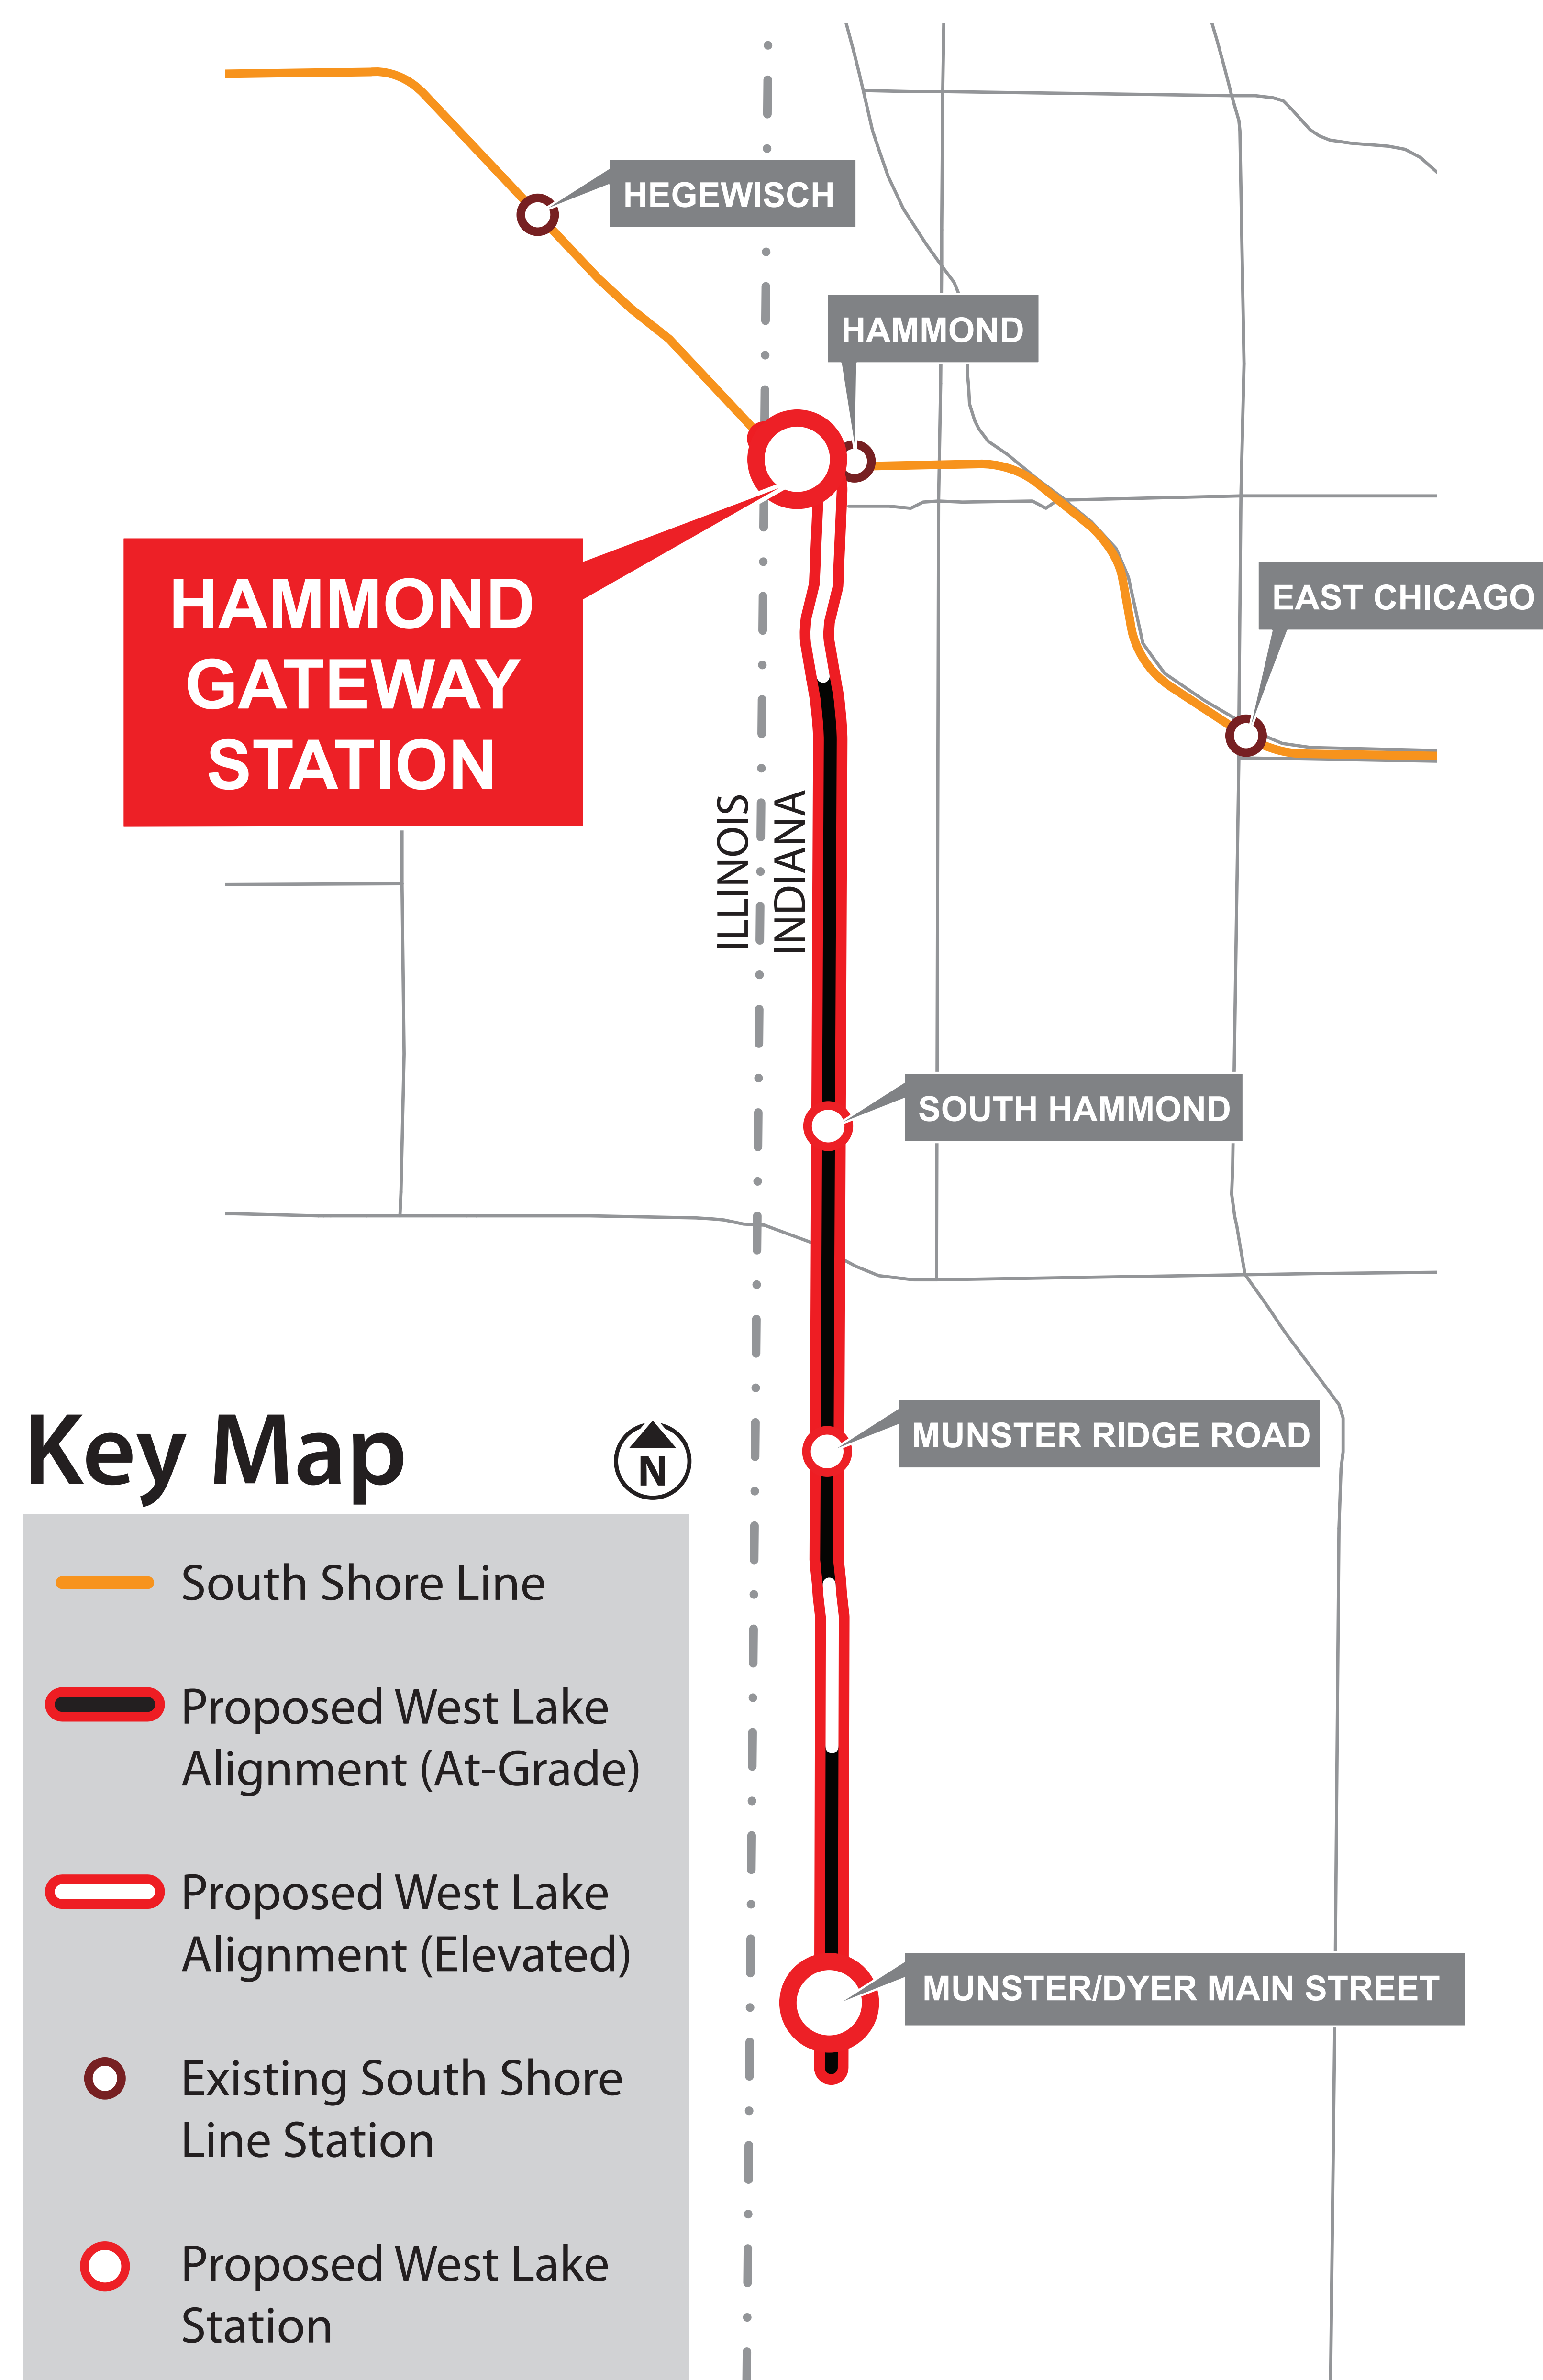 HEGEWISCH
HAMMOND
HAMMOND
GATEWAY
STATION
EAST CHICAGO
ILLINOIS
INDIANA
SOUTH HAMMOND
MUNSTER RIDGE ROAD
Key Map
N
South Shore Line
Proposed West Lake
Alignment (At-Grade)
Proposed West Lake
Alignment (Elevated)
MUNSTER/DYER MAIN STREET
Existing South Shore
Line Station
Proposed West Lake
Station